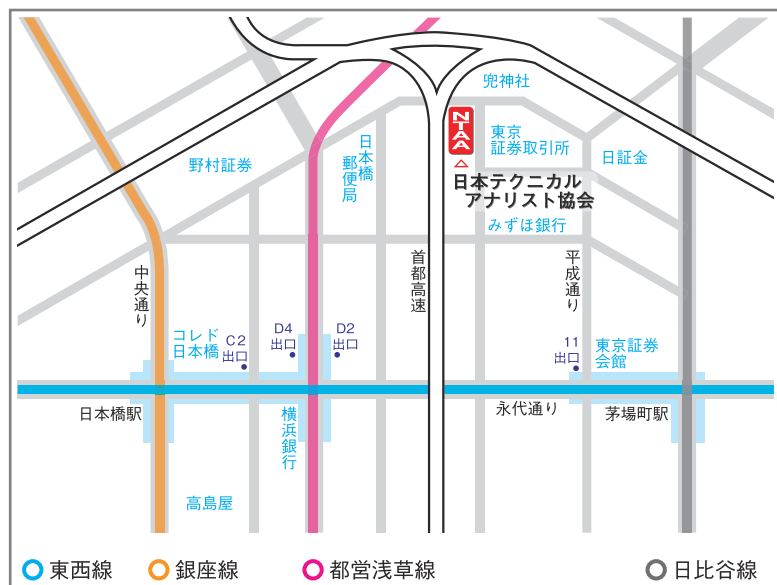 兜神社
NTAA
東京
証券取引所
日本橋
郵便局
野村証券
日証金
日本テクニカル
アナリスト協会
みずほ銀行
中央通り
首都高速
平成通り
コレド
日本橋
C2
出口
D4
出口
D2
出口
11
出口
東京証券
会館
日本橋駅
横浜銀行
永代通り
茅場町駅
高島屋
東西線
銀座線
都営浅草線
日比谷線